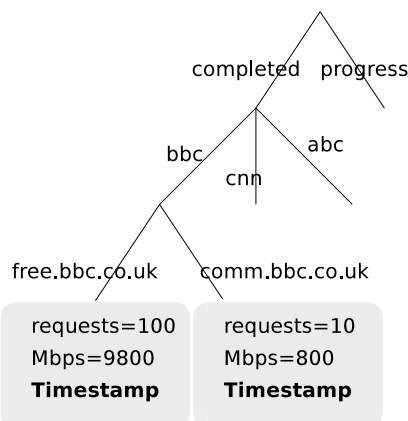 completed progress
bbc
abc
cnn
free.bbc.co.uk comm.bbc.co.uk
requests=100
Mbps=9800
Timestamp
requests=10
Mbps=800
Timestamp